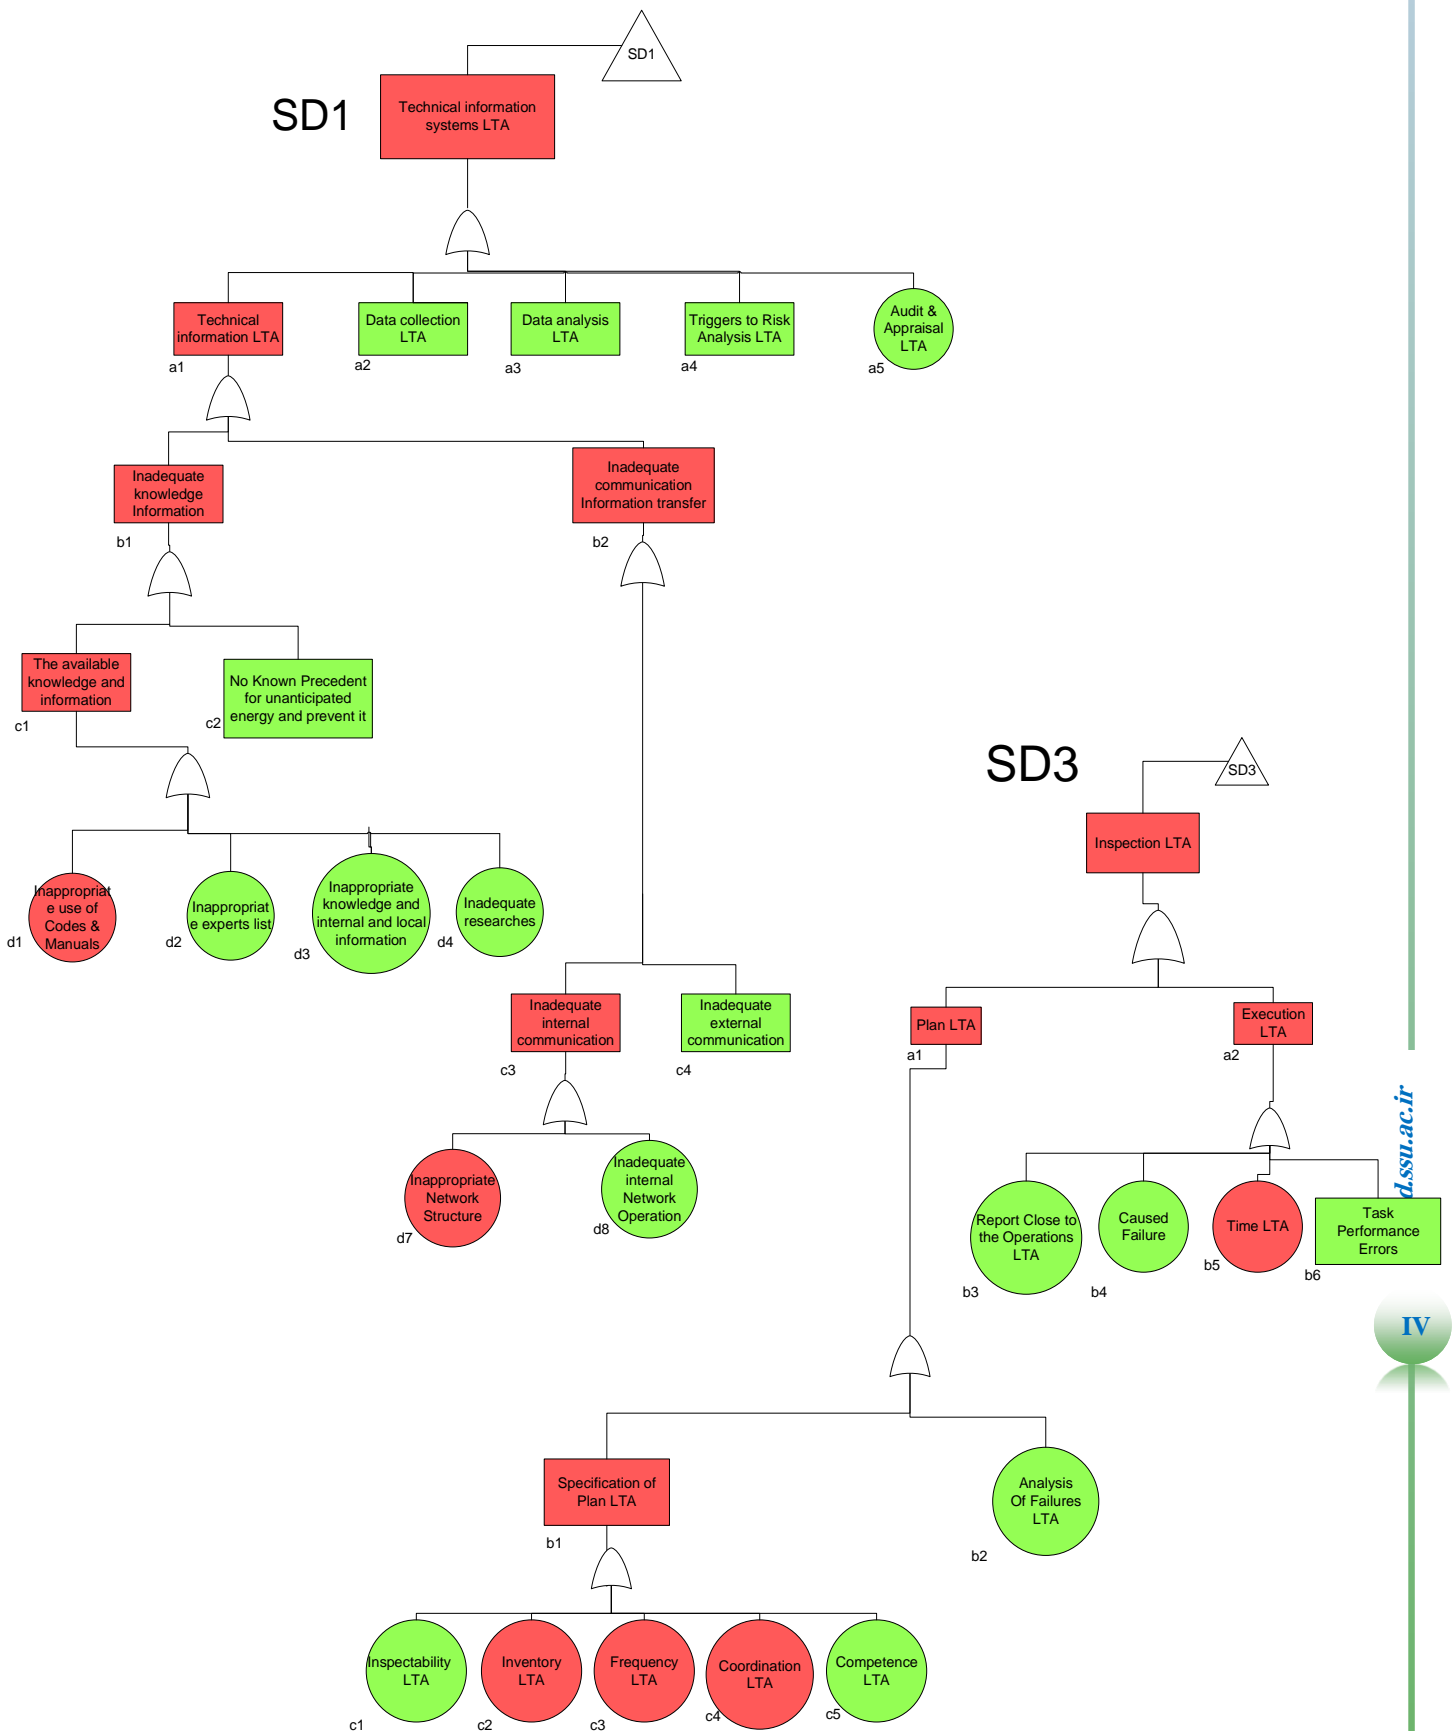 SD1
SD1
Technical information
systems LTA
Technical
information LTA
a1
Data collection
LTA
a2
Data analysis
LTA
a3
Triggers to Risk
Analysis LTA
a4
Audit &
Appraisal
LTA
a5
Inadequate
knowledge
Information
b1
Inadequate
communication
Information transfer
b2
The available
knowledge and
information
c1
No Known Precedent
for unanticipated
energy and prevent it
c2
Inappropriat
e use of
Codes &
Manuals
d1
Inappropriat
e experts list
d2
Inappropriate
knowledge and
internal and local
information
d3
Inadequate
researches
d4
Inadequate
internal
communication
c3
Inadequate
external
communication
c4
Inappropriate
Network
Structure
d7
Inadequate
internal
Network
Operation
d8
SD3
SD3
Inspection LTA
Plan LTA
a1
Execution
LTA
a2
Report Close to
the Operations
LTA
b3
Caused
Failure
b4
Time LTA
b5
Task
Performance
Errors
b6
Specification of
Plan LTA
b1
Analysis
Of Failures
LTA
b2
Inspectability
LTA
c1
Inventory
LTA
c2
Frequency
LTA
c3
Coordination
LTA
c4
Competence
LTA
c5
d.ssu.ac.ir
IV